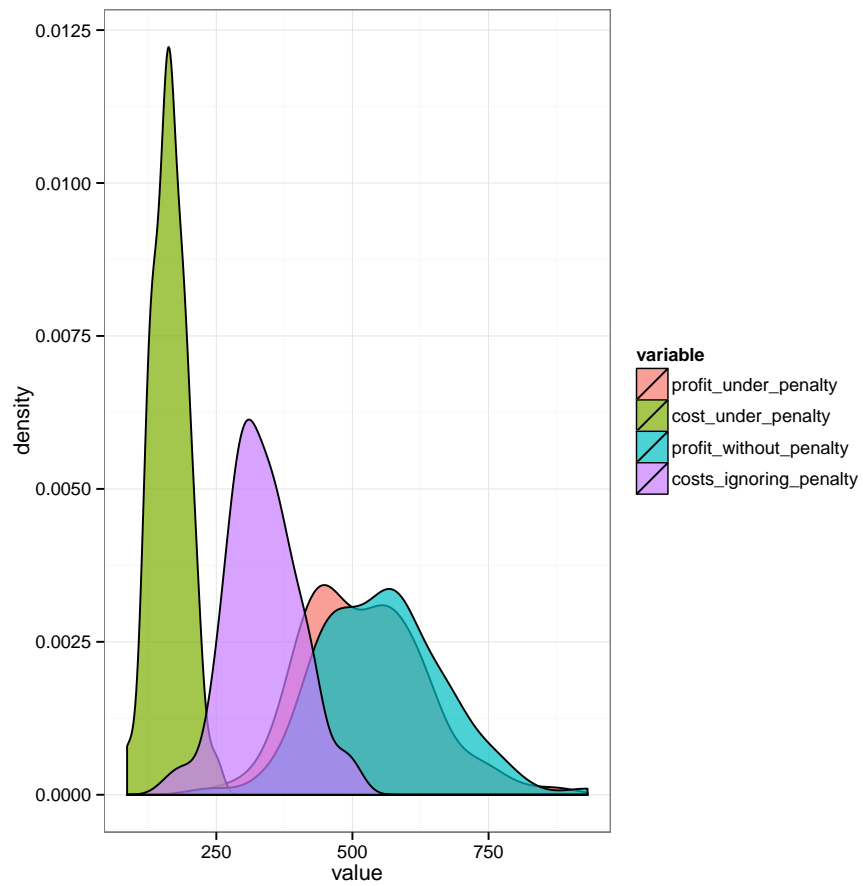 0.0125
0.0100
0.0075
0.0050
0.0025
0.0000
density
250 500 750
value
variable
profit_under_penalty
cost_under_penalty
profit_without_penalty
costs_ignoring_penalty